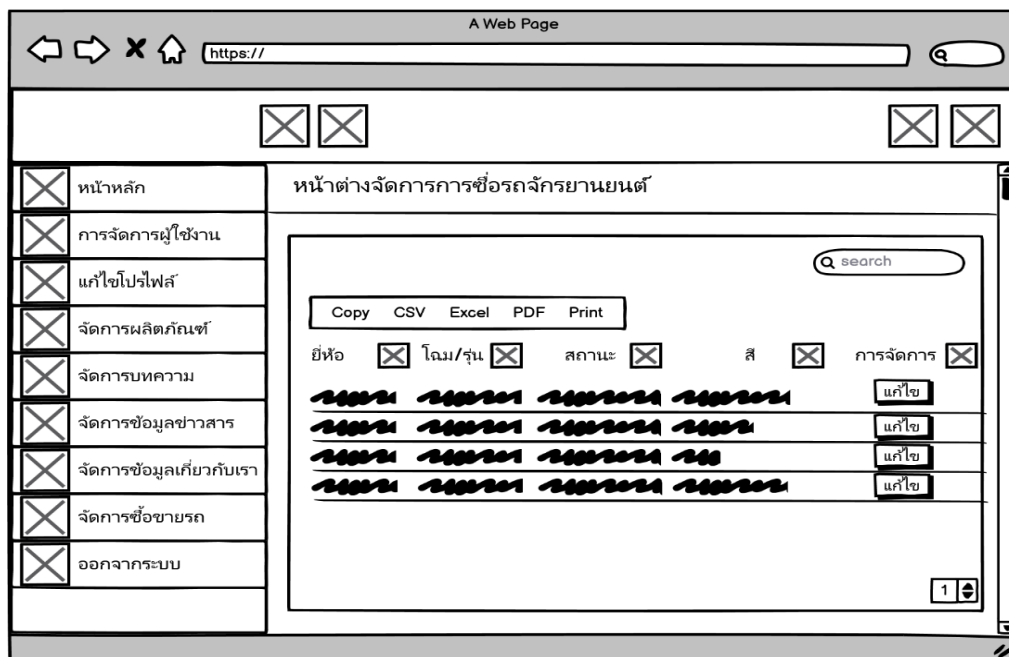 A Web Page
https://
หน้าหลัก
การจัดการผู้ใช้งาน
แก้ไขโปรไฟล์
จัดการผลิตภัณฑ์
จัดการบทความ
จัดการข้อมูลข่าวสาร
จัดการข้อมูลเกี่ยวกับเรา
จัดการซื้อขายรถ
ออกจากระบบ
หน้าต่างจัดการการซื่อรถจักรยานยนต์
search
Copy CSV Excel PDF Print
ยี่ห้อ โฉม/รุ่น สถานะ สี การจัดการ
แก้ไข
แก้ไข
แก้ไข
แก้ไข
1